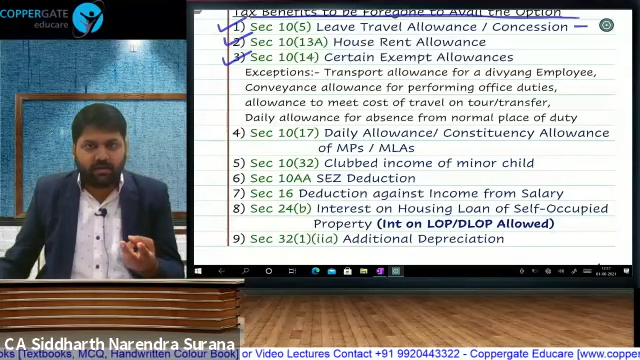 COPPERGATE
educare
Tax Benefits to be Foregone to Avail the Option
1) Sec 10(5) Leave Travel Allowance / Concession
2) Sec 10(13A) House Rent Allowance
3) Sec 10(14) Certain Exempt Allowances
Exceptions:- Transport allowance for a divyang Employee,
Conveyance allowance for performing office duties,
allowance to meet cost of travel on tour/transfer,
Daily allowance for absence from normal place of duty
4) Sec 10(17) Daily Allowance/ Constituency Allowance
of MPs / MLAs
5) Sec 10(32) Clubbed income of minor child
6) Sec 10AA SEZ Deduction
7) Sec 16 Deduction against Income from Salary
8) Sec 24(b) Interest on Housing Loan of Self-Occupied
Property (Int on LOP/DLOP Allowed)
9) Sec 32(1)(iia) Additional Depreciation
12:17
01-06-2021
CA Siddharth Narendra Surana
oks [Textbooks, MCQ, Handwritten Colour Book] or Video Lectures Contact +91 9920443322 - Coppergate Educare [www.copper